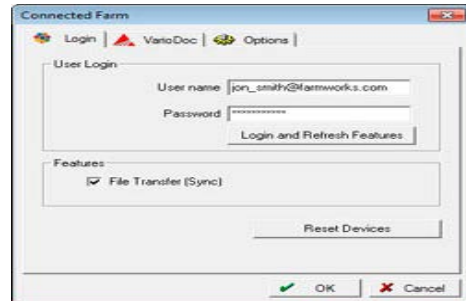 Connected Farm
Login VarioDoc Options
User Login
User name jon_smith@farmworks.com
Password ***********
Login and Refresh Features
Features
File Transfer (Sync)
Reset Devices
OK Cancel